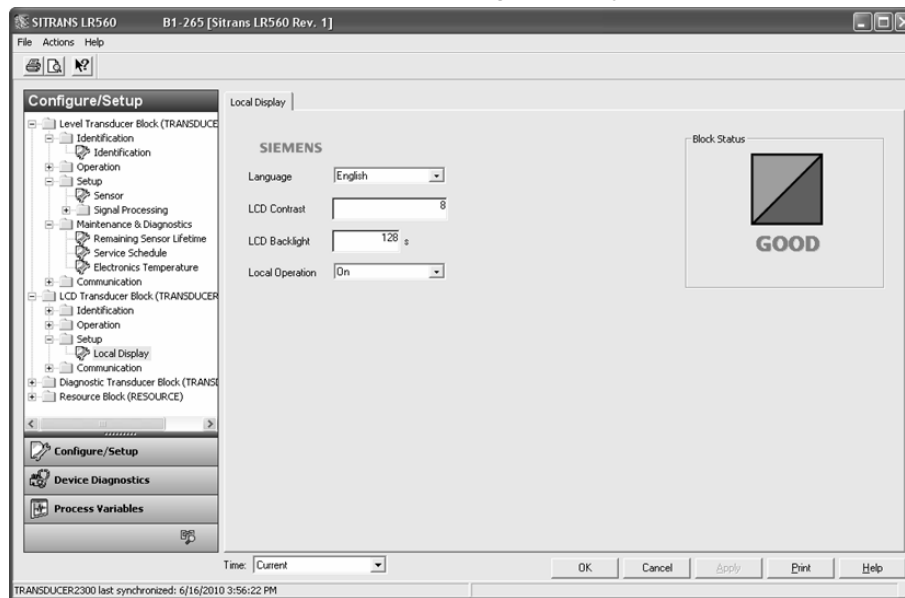 SITRANS LR560 B1-265 [Sitrans LR560 Rev. 1]
File Actions Help
Configure/Setup
Level Transducer Block (TRANSDUCE
Identification
Identification
Operation
Setup
Sensor
Signal Processing
Maintenance & Diagnostics
Remaining Sensor Lifetime
Service Schedule
Electronics Temperature
Communication
LCD Transducer Block (TRANSDUCER
Identification
Operation
Setup
Local Display
Communication
Diagnostic Transducer Block (TRANSI
Resource Block (RESOURCE)
Configure/Setup
Device Diagnostics
Process Variables
Local Display
SIEMENS
Language English
LCD Contrast 8
LCD Backlight 128 s
Local Operation On
Block Status
GOOD
Time: Current
OK Cancel Apply Print Help
TRANSDUCER2300 last synchronized: 6/16/2010 3:56:22 PM